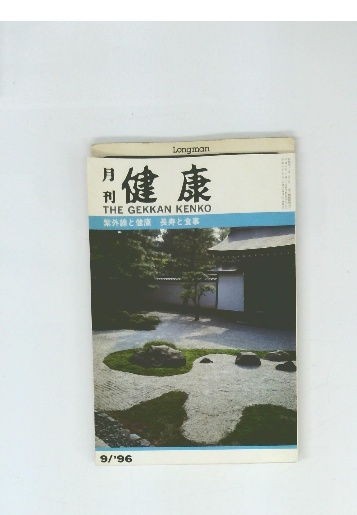 Longman
月刊 健康
THE GEKKAN KENKO
紫外線と健康 長寿と食事
9/'96